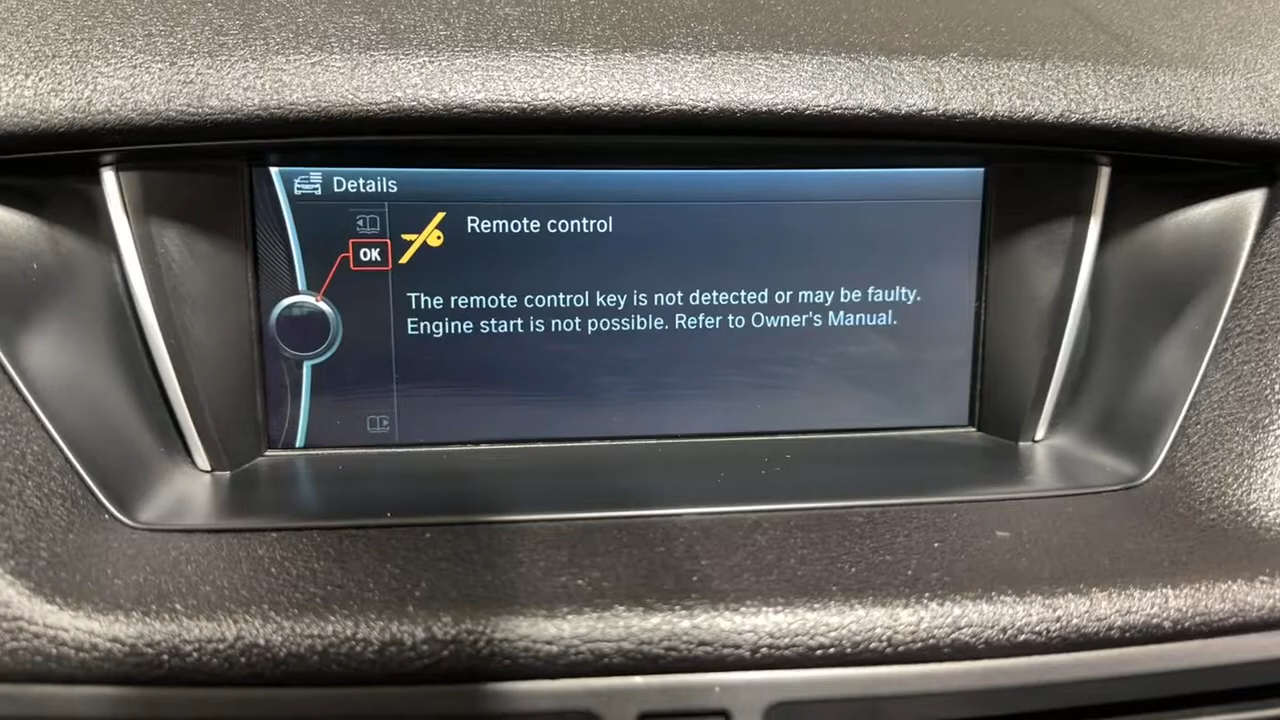 Details
Remote control
OK
The remote control key is not detected or may be faulty.
Engine start is not possible. Refer to Owner's Manual.